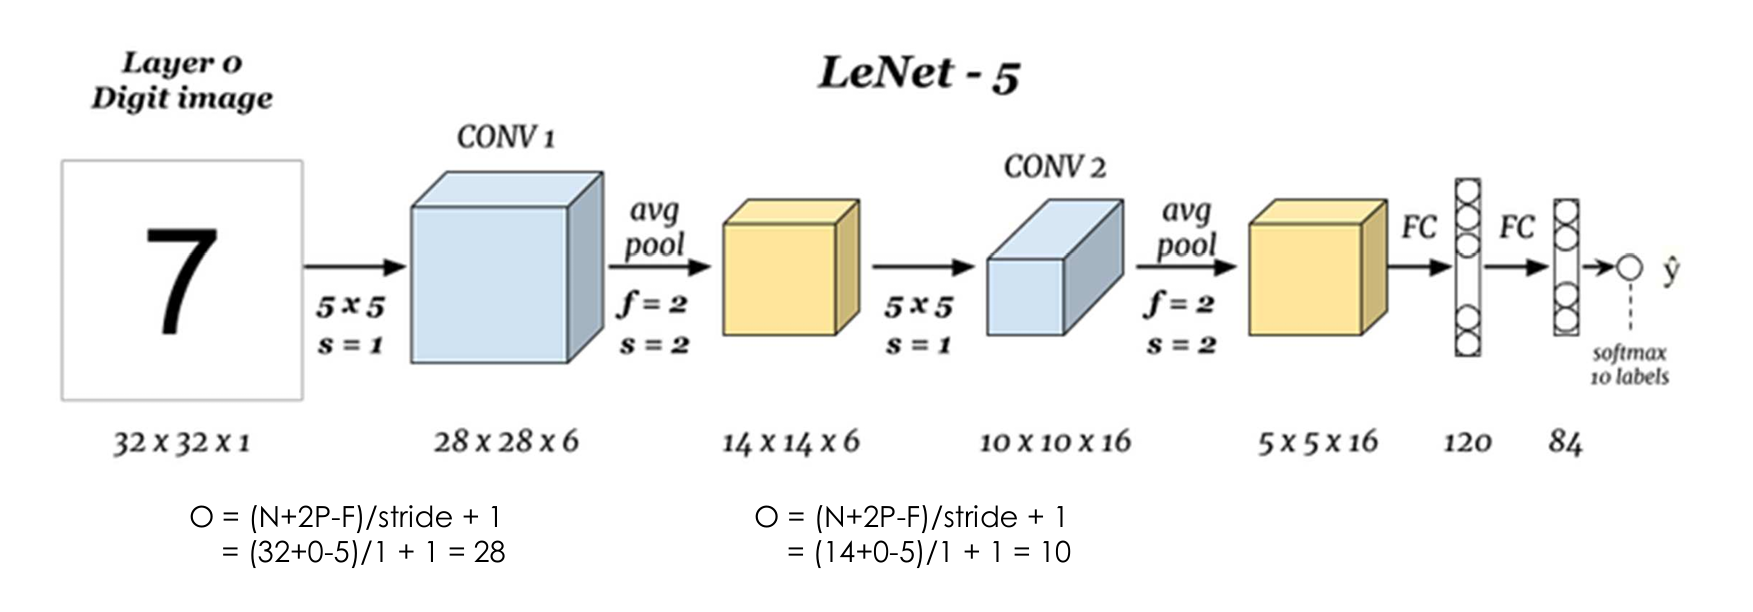 Layer 0
Digit image
LeNet - 5
7
CONV 1
CONV 2
5 x 5
s = 1
avg
pool
f = 2
s = 2
5 x 5
s = 1
avg
pool
f = 2
s = 2
FC
FC
ŷ
softmax
10 labels
32 x 32 x 1
28 x 28 x 6
14 x 14 x 6
10 x 10 x 16
5 x 5 x 16
120
84
O = (N+2P-F)/stride + 1
= (32+0-5)/1 + 1 = 28
O = (N+2P-F)/stride + 1
= (14+0-5)/1 + 1 = 10